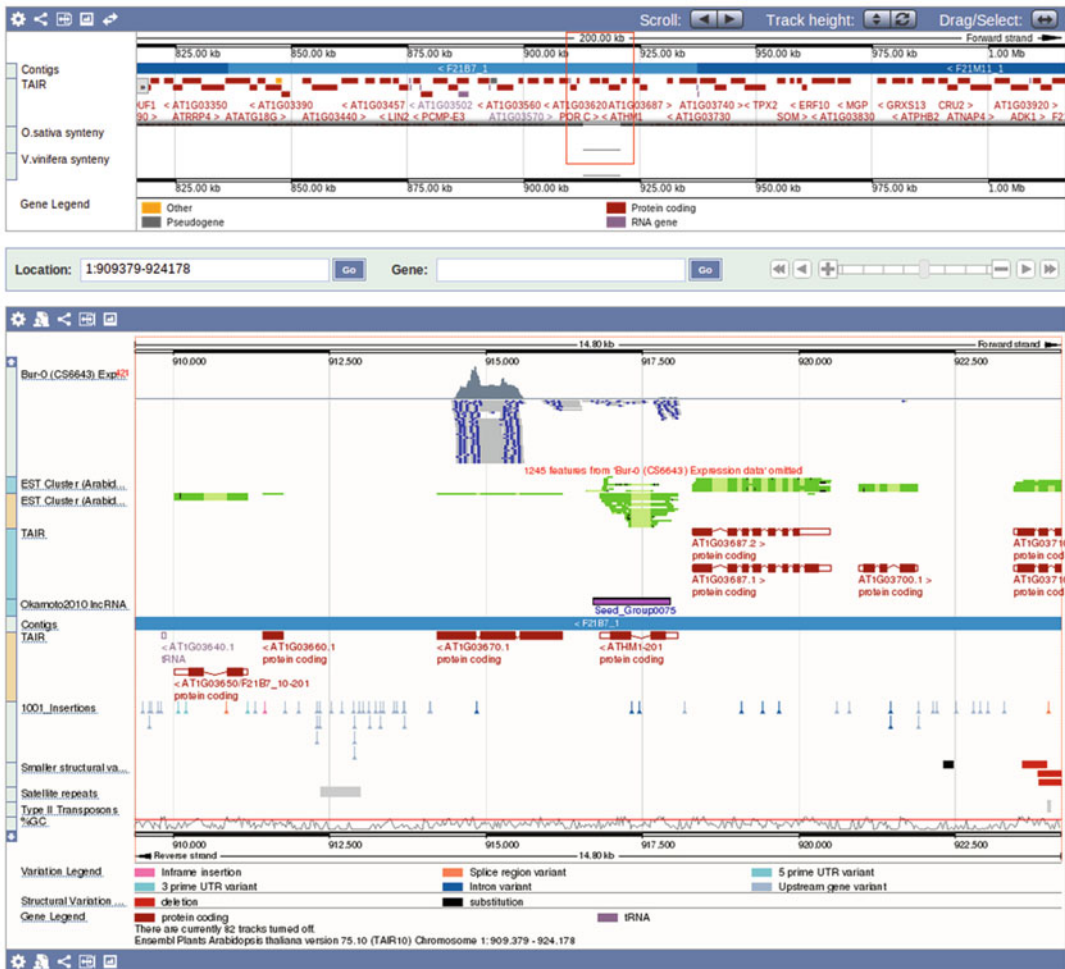 Scroll: Track height: Drag/Select:
200.00 kb Forward strand
825.00 kb 850.00 kb 875.00 kb 900.00 kb 925.00 kb 950.00 kb 975.00 kb 1.00 Mb
Contigs < F21B7_1 < F21M11_1
TAIR
UF1 < AT1G03350 < AT1G03390 < AT1G03457 < AT1G03502 < AT1G03560 < AT1G03620 AT1G03687 > < AT1G03740 > < TPX2 < ERF10 < MGP < GRXS13 CRU2 > AT1G03920 >
90 > ATRRP4 > ATATG18G > AT1G03440 > < LIN2 < PCMP-E3 AT1G03570 > POR C > < ATHM1 < AT1G03730 SOM > < AT1G03830 < ATPHB2 < ATNAP4 > ADK1 > F2
O.sativa synteny
V.vinifera synteny
825.00 kb 850.00 kb 875.00 kb 900.00 kb 925.00 kb 950.00 kb 975.00 kb 1.00 Mb
Gene Legend Other Protein coding
Pseudogene RNA gene
Location: 1:909379-924178 Go Gene: Go
14.80 kb Forward strand
910.000 912.500 915.000 917.500 920.000 922.500
Bur-0 (CS6643) Exp... 421
1245 features from 'Bur-0 (CS6643) Expression data' omitted
EST Cluster (Arabid...
EST Cluster (Arabid...
TAIR
AT1G03687.2 > AT1G0371
protein coding protein cod
AT1G03687.1 > AT1G03700.1 > AT1G0371
protein coding protein coding protein cod
Okamoto2010 lncRNA
Seed_Group0075
Contigs < F21B7_1
TAIR
< AT1G03640.1 < AT1G03660.1 < AT1G03670.1 < ATHM1-201
tRNA protein coding protein coding protein coding
< AT1G03650/F21B7_10-201
protein coding
1001_Insertions
Smaller structural va...
Satellite repeats
Type II Transposons
%GC
910.000 912.500 915.000 917.500 920.000 922.500
Reverse strand 14.80 kb
Variation Legend Inframe insertion Splice region variant 5 prime UTR variant
3 prime UTR variant Intron variant Upstream gene variant
Structural Variation ... deletion substitution
Gene Legend protein coding tRNA
There are currently 82 tracks turned off.
Ensembl Plants Arabidopsis thaliana version 75.10 (TAIR10) Chromosome 1: 909.379 - 924.178